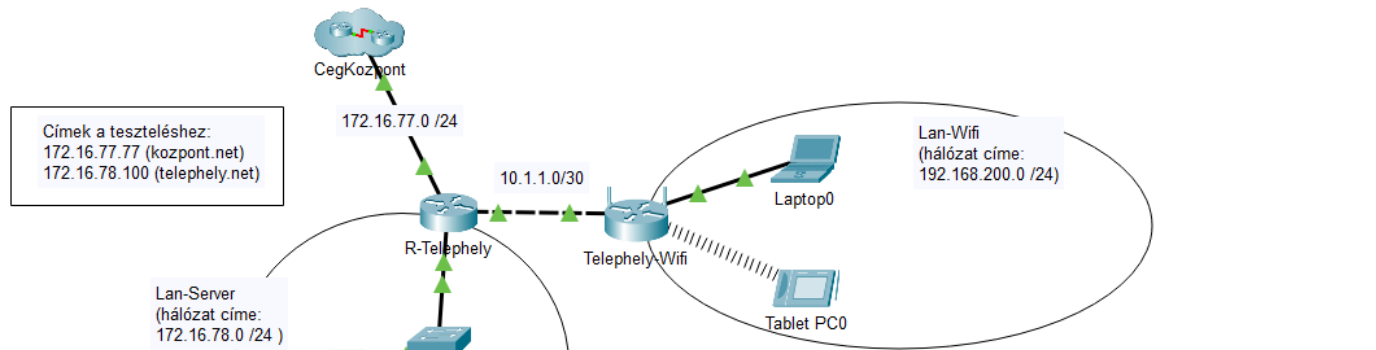 CegKozpont
172.16.77.0 /24
Címek a teszteléshez:
172.16.77.77 (kozpont.net)
172.16.78.100 (telephely.net)
Lan-Wifi
(hálózat címe:
192.168.200.0 /24)
10.1.1.0/30
Laptop0
R-Telephely
Telephely-Wifi
Lan-Server
(hálózat címe:
172.16.78.0 /24 )
Tablet PC0